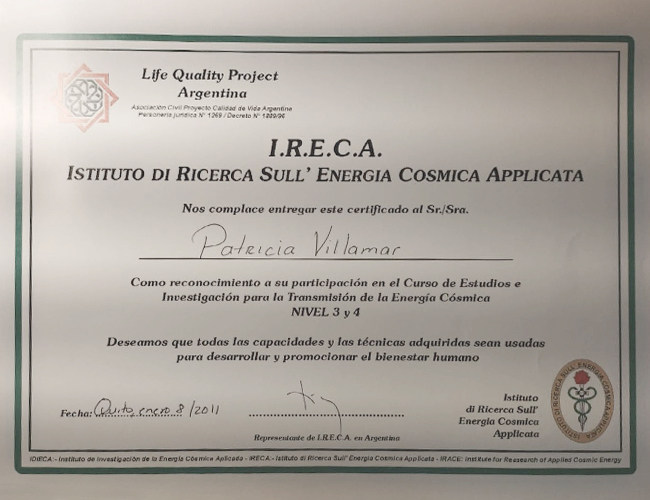 Life Quality Project
Argentina
Asociación Civil Proyecto Calidad de Vida Argentina
Personería Jurídica N° 1269 / Decreto N° 1889/96
I.R.E.C.A.
ISTITUTO DI RICERCA SULL' ENERGIA COSMICA APPLICATA
Nos complace entregar este certificado al Sr./Sra.
Patricia Villamar
Como reconocimiento a su participación en el Curso de Estudios e
Investigación para la Transmisión de la Energía Cósmica
NIVEL 3 y 4
Deseamos que todas las capacidades y las técnicas adquiridas sean usadas
para desarrollar y promocionar el bienestar humano
Fecha: Quito, enero 8/2011
Representante de I.R.E.C.A. en Argentina
Istituto
di Ricerca Sull'
Energia Cosmica
Applicata
ISTITUTO DI RICERCA SULL' ENERGIA COSMICA APPLICATA
IDIECA:- Instituto de Investigación de la Energía Cósmica Aplicada - IRECA:- Istituto di Ricerca Sull' Energia Cosmica Applicata - IRACE: Institute for Reasearch of Applied Cosmic Energy